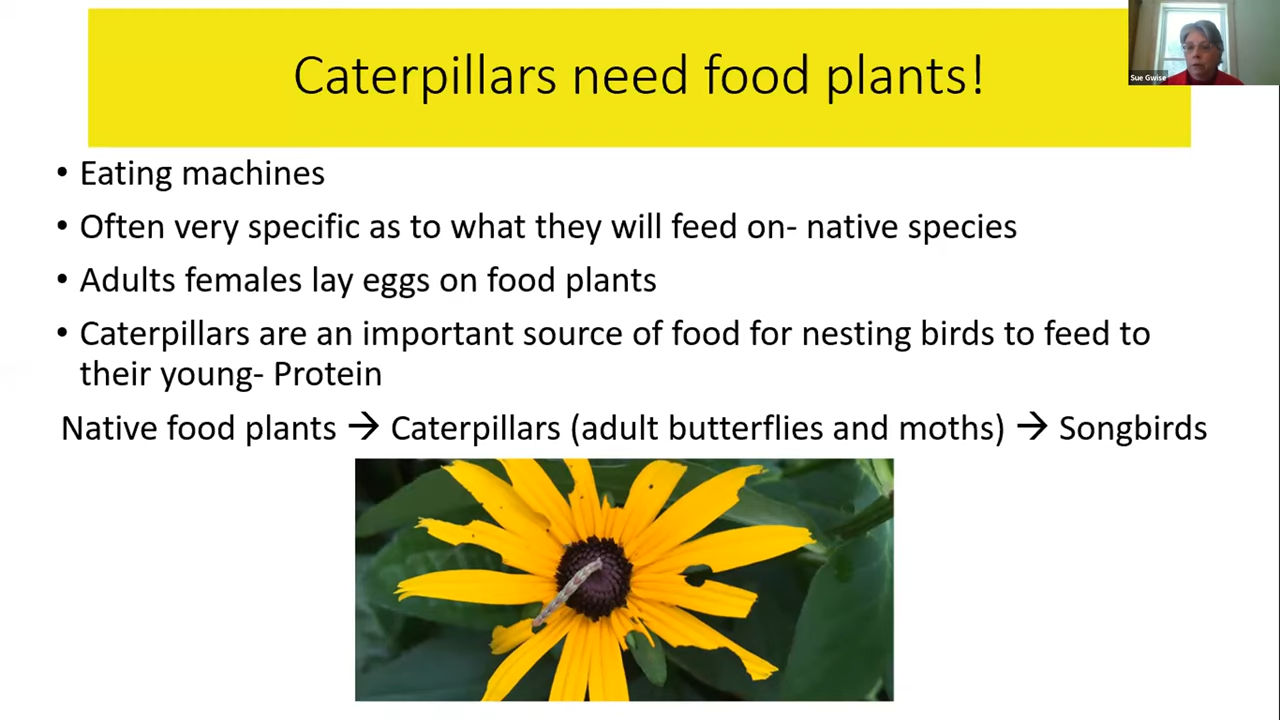 Caterpillars need food plants!
Sue Gwise
• Eating machines
• Often very specific as to what they will feed on- native species
• Adults females lay eggs on food plants
• Caterpillars are an important source of food for nesting birds to feed to
their young- Protein
Native food plants → Caterpillars (adult butterflies and moths) → Songbirds